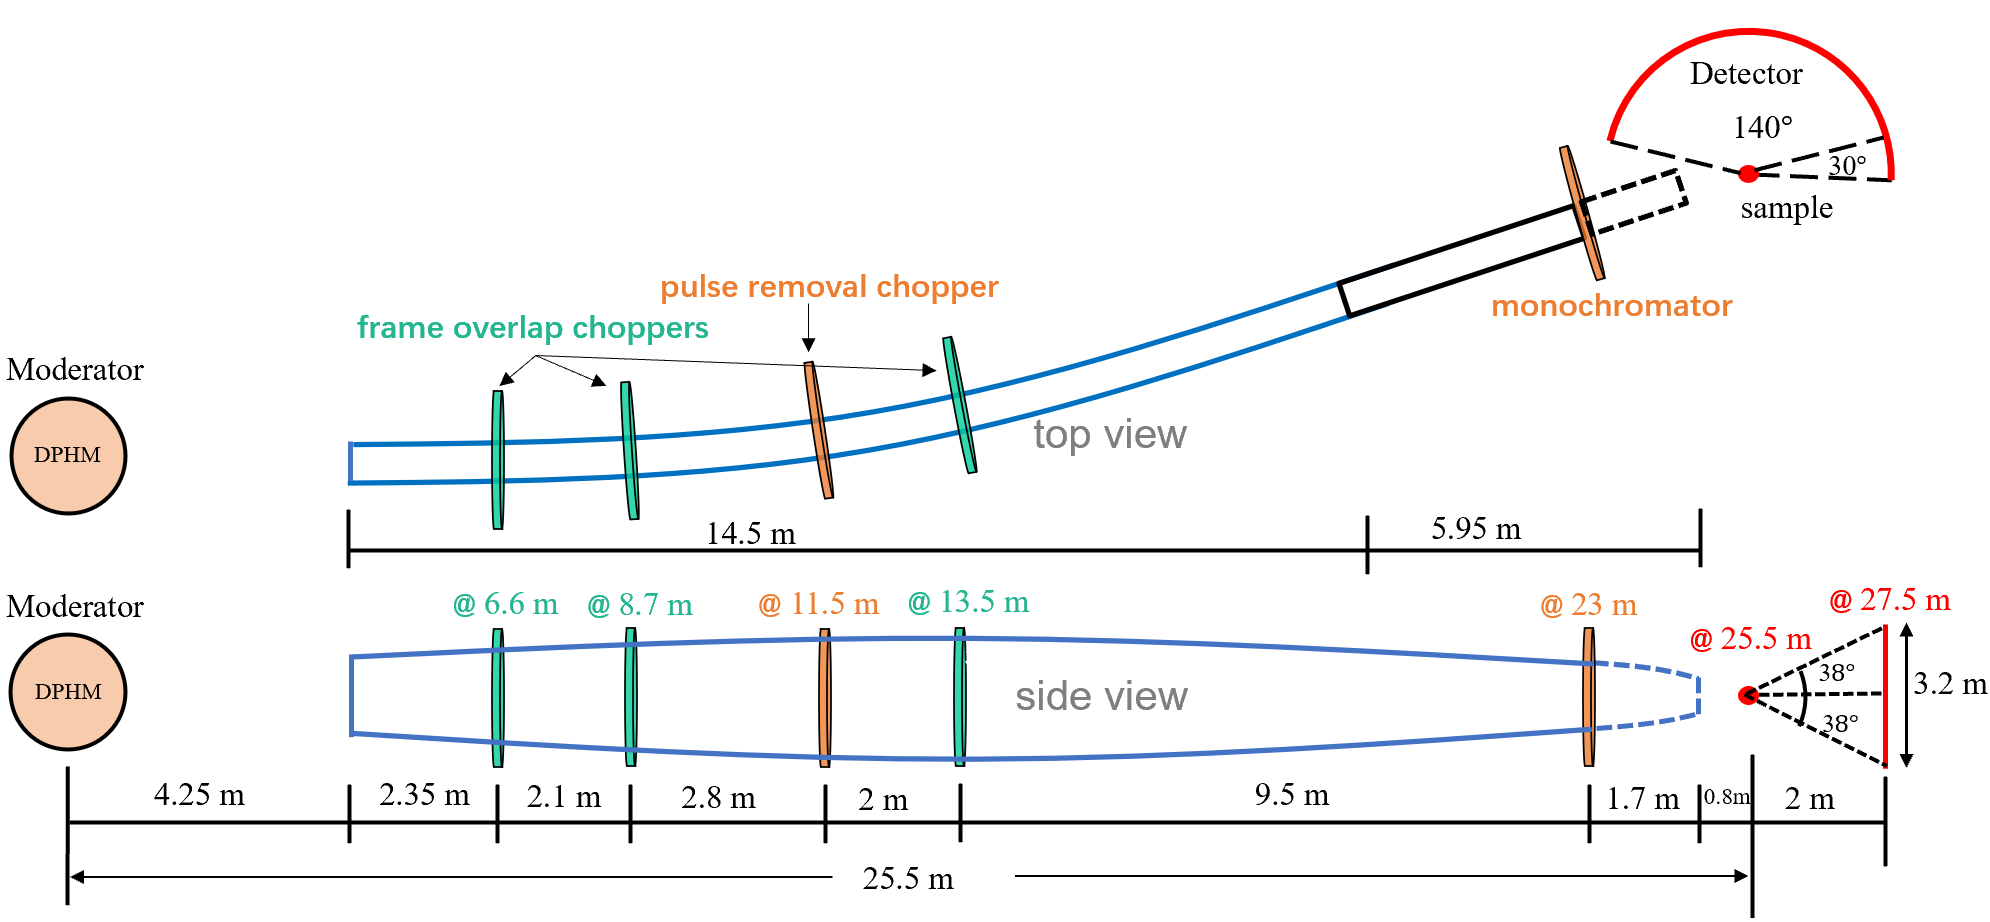 Detector
140°
30°
sample
pulse removal chopper
frame overlap choppers
monochromator
Moderator
DPHM
top view
14.5 m
5.95 m
Moderator
@ 6.6 m
@ 8.7 m
@ 11.5 m
@ 13.5 m
@ 23 m
@ 27.5 m
@ 25.5 m
DPHM
side view
38°
38°
3.2 m
4.25 m
2.35 m
2.1 m
2.8 m
2 m
9.5 m
1.7 m
0.8m
2 m
25.5 m